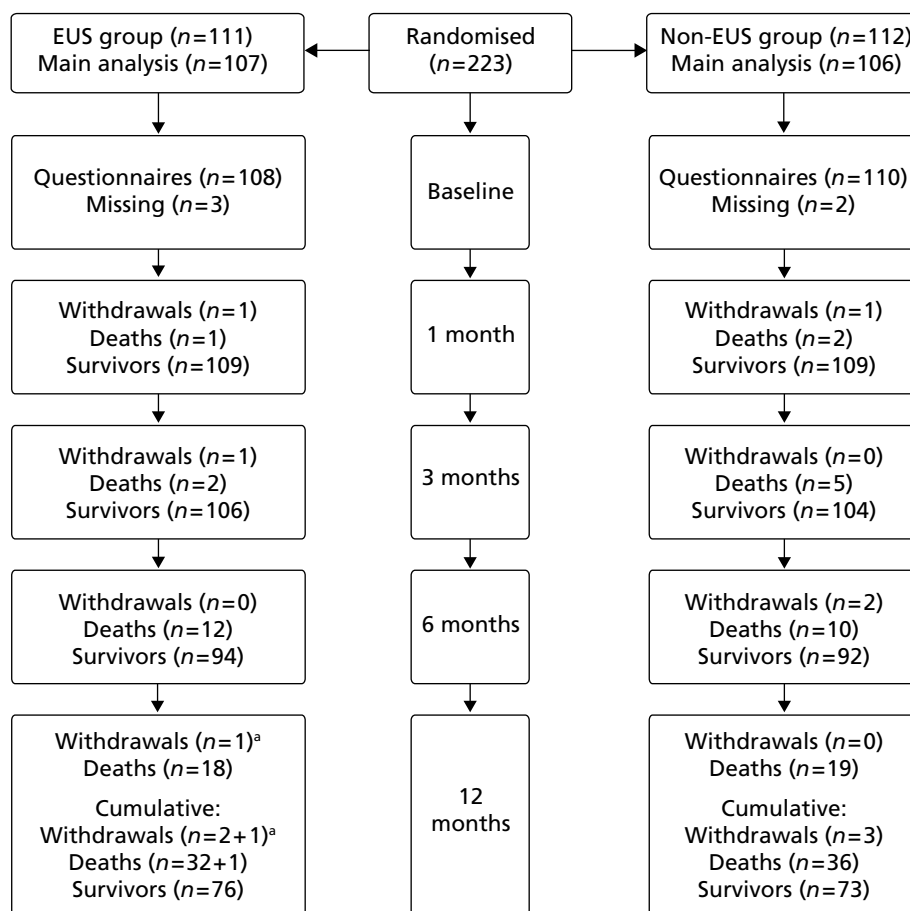 EUS group (n=111)
Main analysis (n=107)
Randomised
(n=223)
Non-EUS group (n=112)
Main analysis (n=106)
Questionnaires (n=108)
Missing (n=3)
Baseline
Questionnaires (n=110)
Missing (n=2)
Withdrawals (n=1)
Deaths (n=1)
Survivors (n=109)
1 month
Withdrawals (n=1)
Deaths (n=2)
Survivors (n=109)
Withdrawals (n=1)
Deaths (n=2)
Survivors (n=106)
3 months
Withdrawals (n=0)
Deaths (n=5)
Survivors (n=104)
Withdrawals (n=0)
Deaths (n=12)
Survivors (n=94)
6 months
Withdrawals (n=2)
Deaths (n=10)
Survivors (n=92)
Withdrawals (n=1)ᵃ
Deaths (n=18)
Cumulative:
Withdrawals (n=2+1)ᵃ
Deaths (n=32+1)
Survivors (n=76)
12
months
Withdrawals (n=0)
Deaths (n=19)
Cumulative:
Withdrawals (n=3)
Deaths (n=36)
Survivors (n=73)